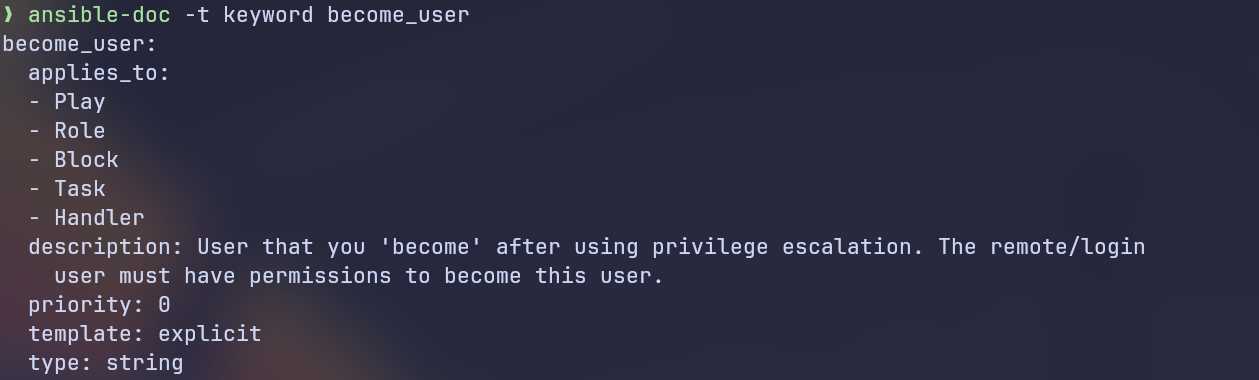 ❯ ansible-doc -t keyword become_user
become_user:
  applies_to:
  - Play
  - Role
  - Block
  - Task
  - Handler
  description: User that you 'become' after using privilege escalation. The remote/login
    user must have permissions to become this user.
  priority: 0
  template: explicit
  type: string